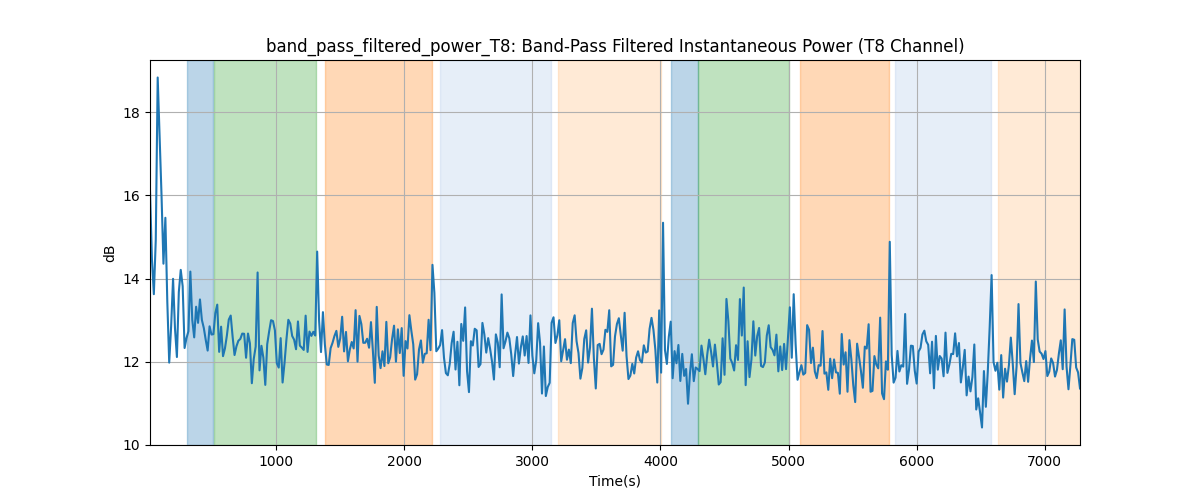 band_pass_filtered_power_T8: Band-Pass Filtered Instantaneous Power (T8 Channel)
18
16
14
12
10
dB
1000 2000 3000 4000 5000 6000 7000
Time(s)